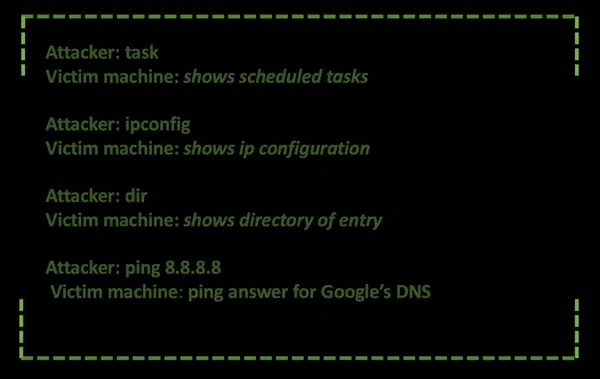 Attacker: task
Victim machine: shows scheduled tasks
Attacker: ipconfig
Victim machine: shows ip configuration
Attacker: dir
Victim machine: shows directory of entry
Attacker: ping 8.8.8.8
Victim machine: ping answer for Google’s DNS